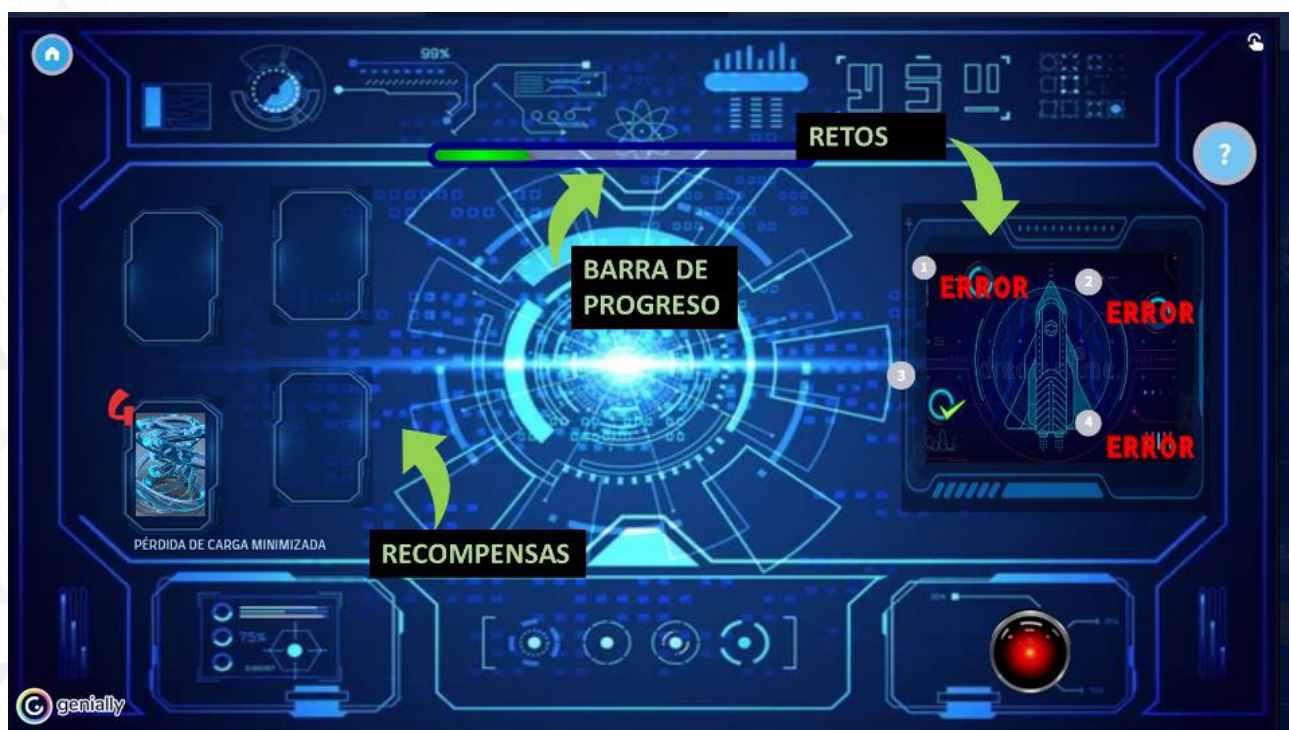 99%
RETOS
?
BARRA DE
PROGRESO
1
ERROR
2
ERROR
3
4
ERROR
4
PÉRDIDA DE CARGA MINIMIZADA
RECOMPENSAS
75%
genially